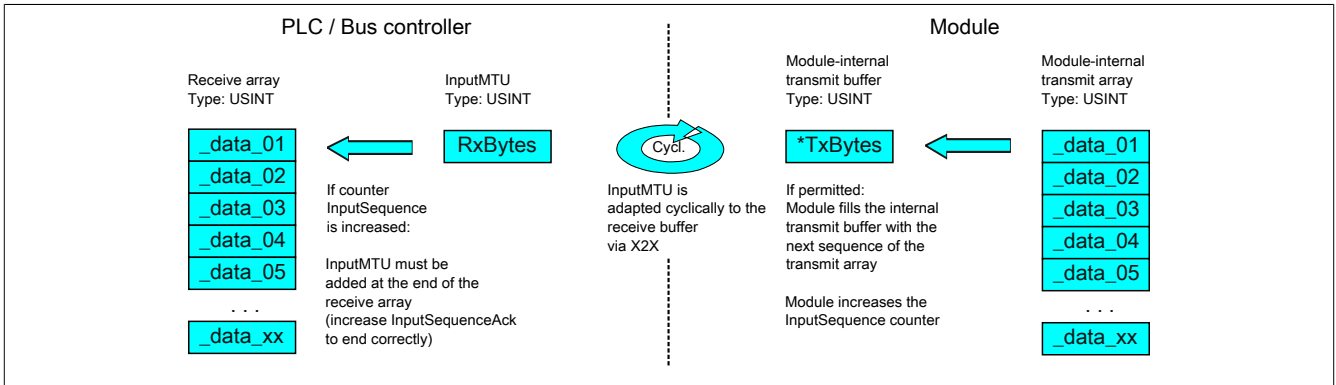 PLC / Bus controller
Module
Receive array
Type: USINT
InputMTU
Type: USINT
Module-internal
transmit buffer
Type: USINT
Module-internal
transmit array
Type: USINT
_data_01
_data_02
_data_03
_data_04
_data_05
. . .
_data_xx
RxBytes
If counter
InputSequence
is increased:
InputMTU must be
added at the end of the
receive array
(increase InputSequenceAck
to end correctly)
Cycl.
InputMTU is
adapted cyclically to the
receive buffer
via X2X
*TxBytes
If permitted:
Module fills the internal
transmit buffer with the
next sequence of the
transmit array
Module increases the
InputSequence counter
_data_01
_data_02
_data_03
_data_04
_data_05
. . .
_data_xx